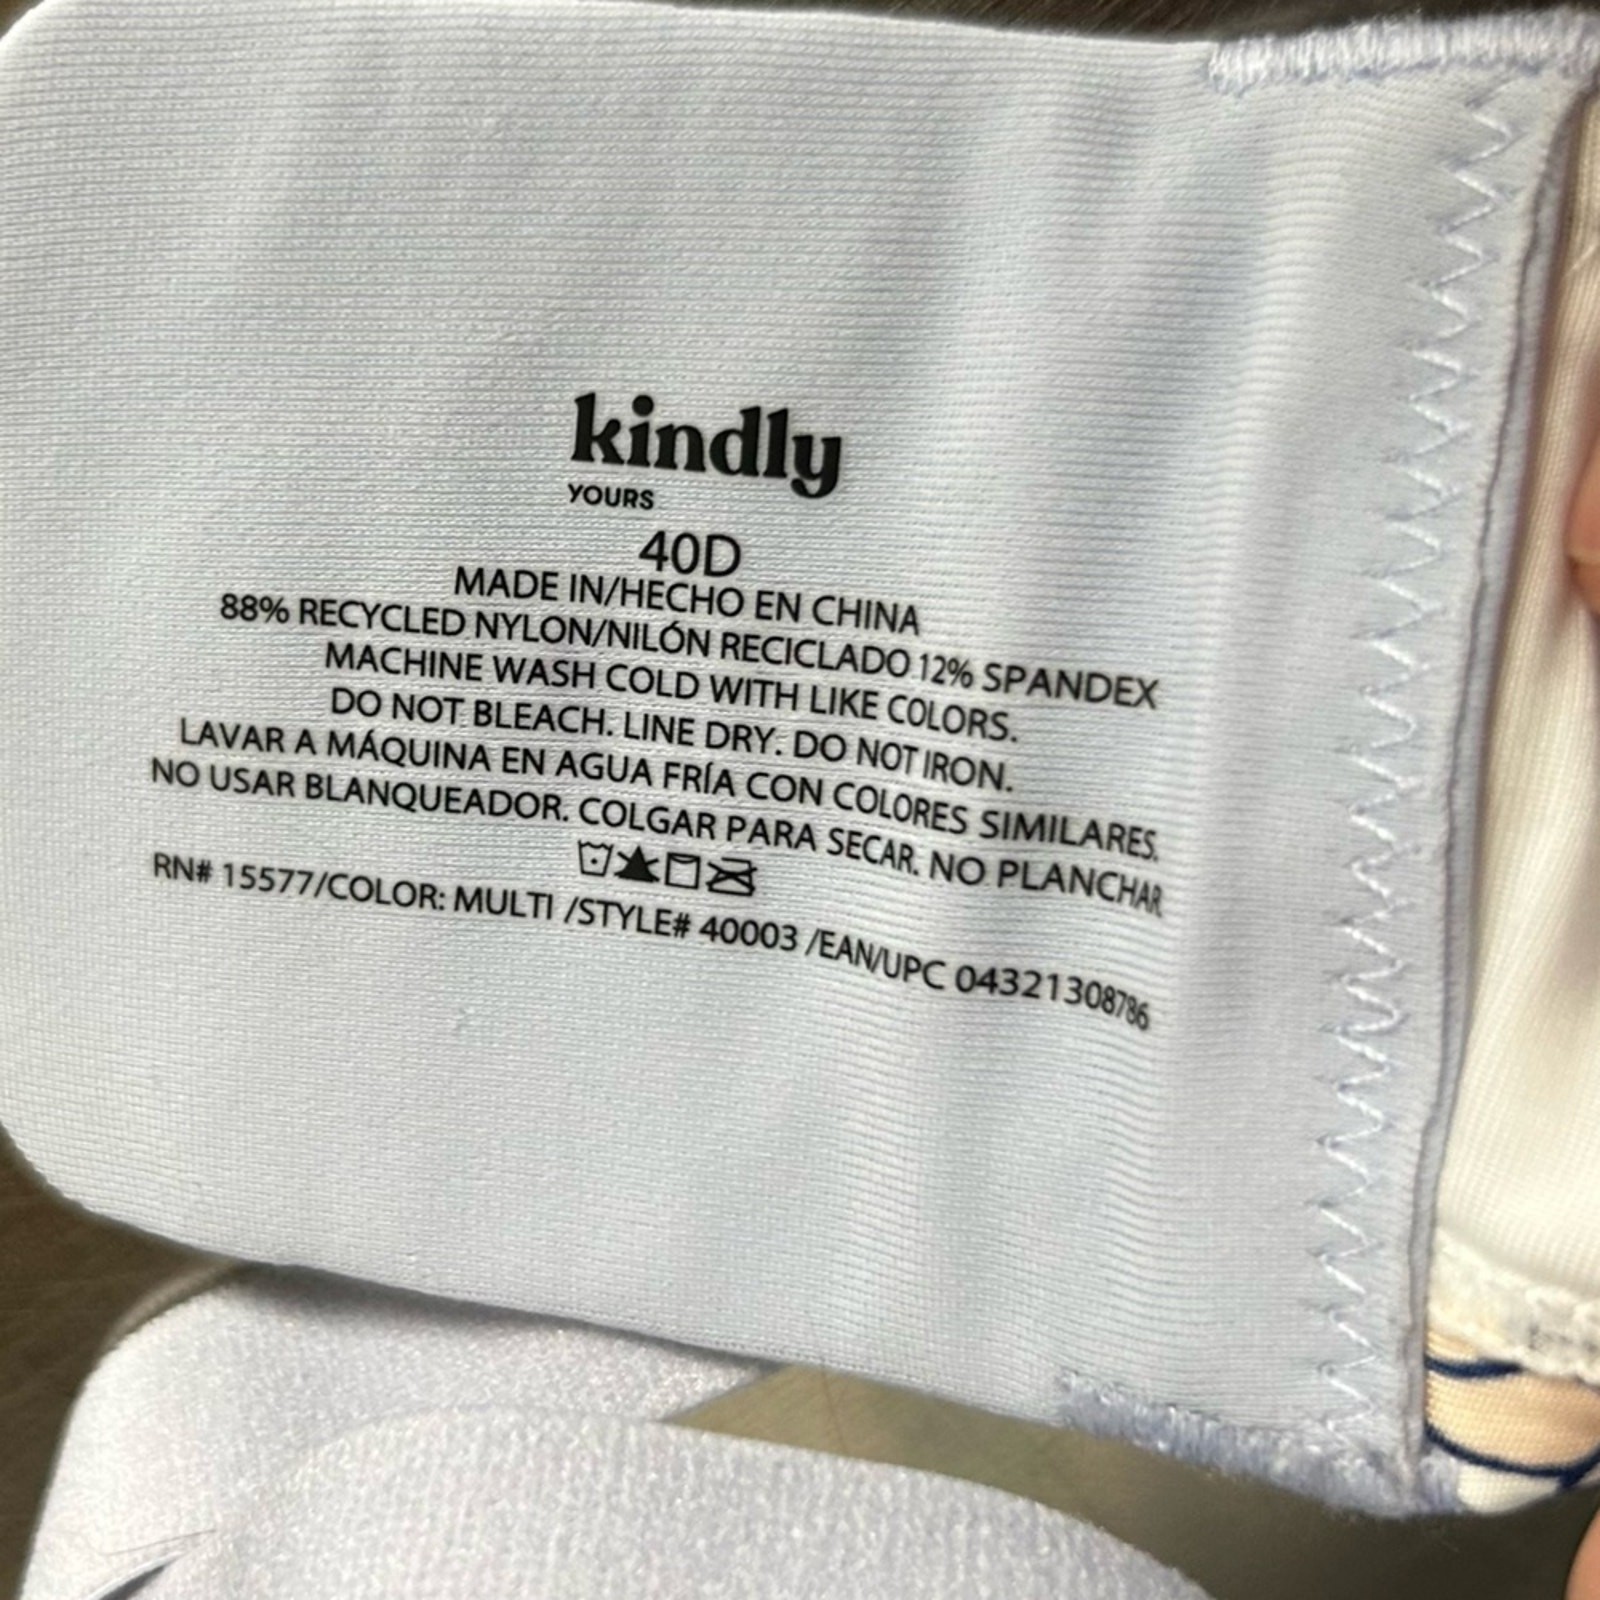 kindly
YOURS
40D
MADE IN/HECHO EN CHINA
88% RECYCLED NYLON/NILÓN RECICLADO 12% SPANDEX
MACHINE WASH COLD WITH LIKE COLORS.
DO NOT BLEACH. LINE DRY. DO NOT IRON.
LAVAR A MÁQUINA EN AGUA FRÍA CON COLORES SIMILARES.
NO USAR BLANQUEADOR. COLGAR PARA SECAR. NO PLANCHAR
RN# 15577/COLOR: MULTI /STYLE# 40003 /EAN/UPC 04321308786